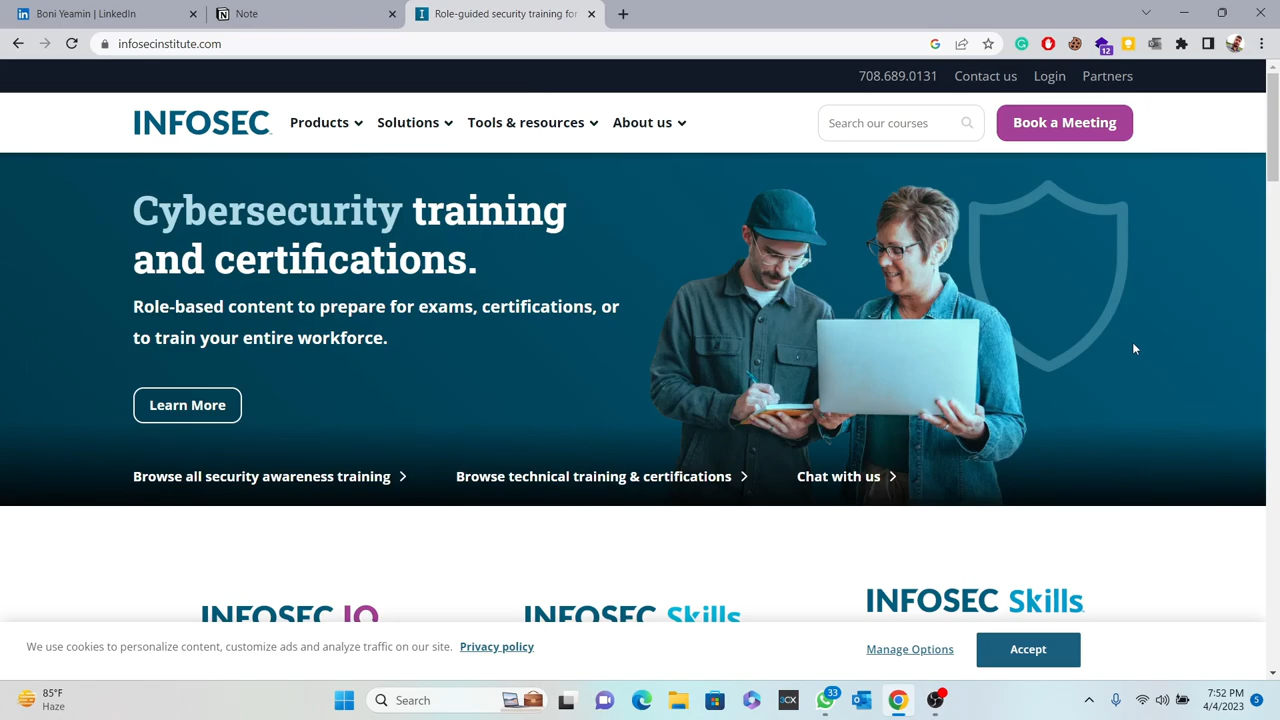 Boni Yeamin | LinkedIn
Note
Role-guided security training for
infosecinstitute.com
12
708.689.0131 Contact us Login Partners
INFOSEC Products Solutions Tools & resources About us Search our courses Book a Meeting
Cybersecurity training
and certifications.
Role-based content to prepare for exams, certifications, or
to train your entire workforce.
Learn More
Browse all security awareness training Browse technical training & certifications Chat with us
INFOSEC IQ
INFOSEC Skills
INFOSEC Skills
We use cookies to personalize content, customize ads and analyze traffic on our site. Privacy policy
Manage Options Accept
85°F
Haze
Search
3CX
33
7:52 PM
4/4/2023
5